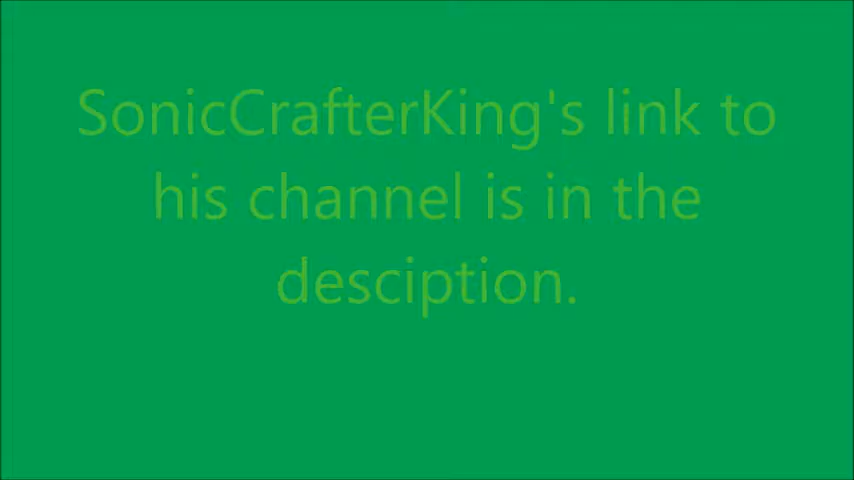 SonicCrafterKing's link to
his channel is in the
desciption.